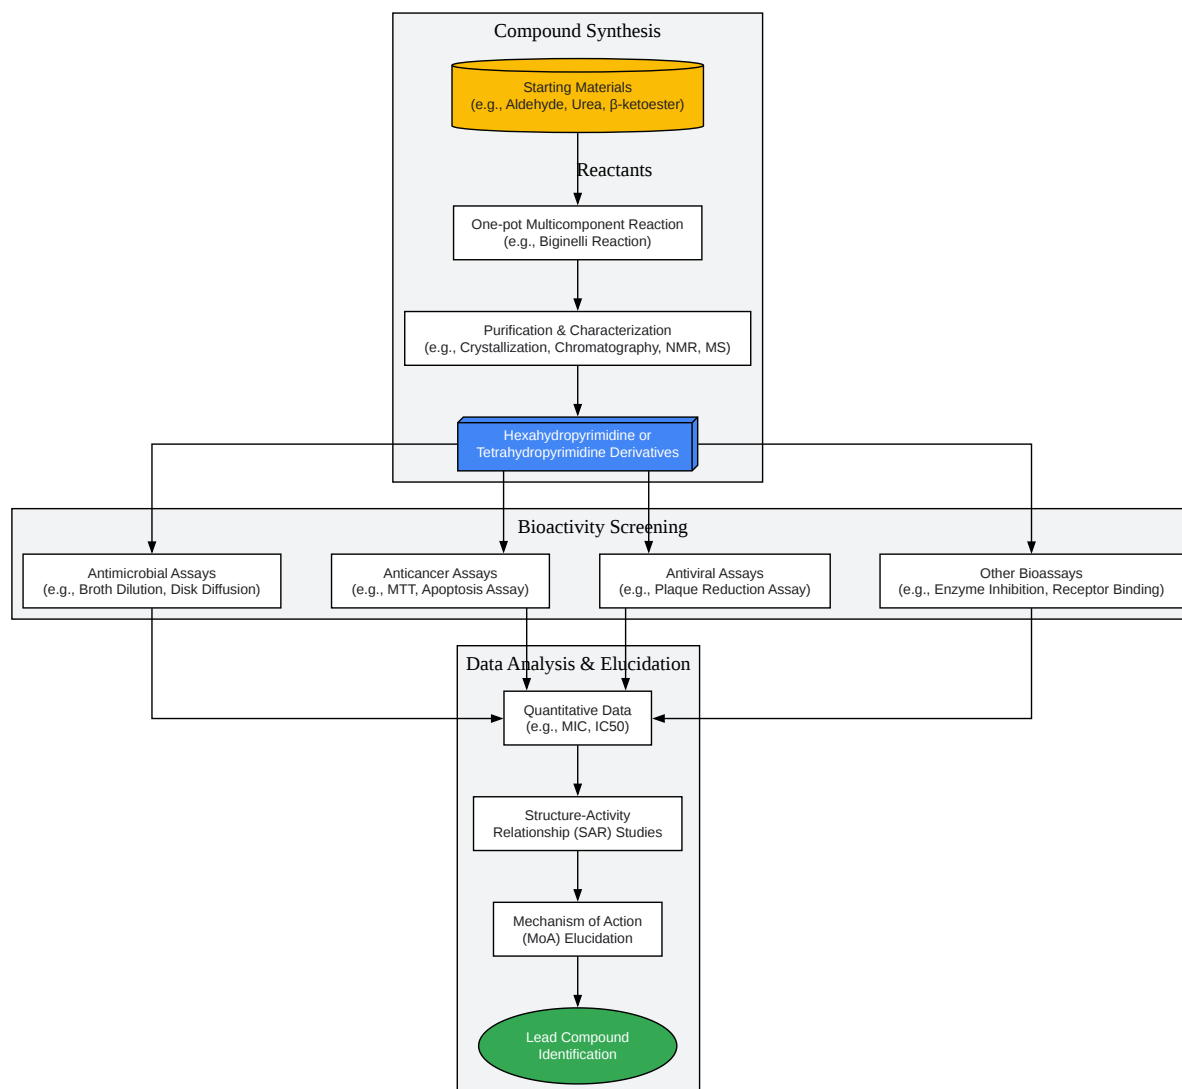 Compound Synthesis
Starting Materials
(e.g., Aldehyde, Urea, β-ketoester)
Reactants
One-pot Multicomponent Reaction
(e.g., Biginelli Reaction)
Purification & Characterization
(e.g., Crystallization, Chromatography, NMR, MS)
Hexahydropyrimidine or
Tetrahydropyrimidine Derivatives
Bioactivity Screening
Antimicrobial Assays
(e.g., Broth Dilution, Disk Diffusion)
Anticancer Assays
(e.g., MTT, Apoptosis Assay)
Antiviral Assays
(e.g., Plaque Reduction Assay)
Other Bioassays
(e.g., Enzyme Inhibition, Receptor Binding)
Data Analysis & Elucidation
Quantitative Data
(e.g., MIC, IC50)
Structure-Activity
Relationship (SAR) Studies
Mechanism of Action
(MoA) Elucidation
Lead Compound
Identification